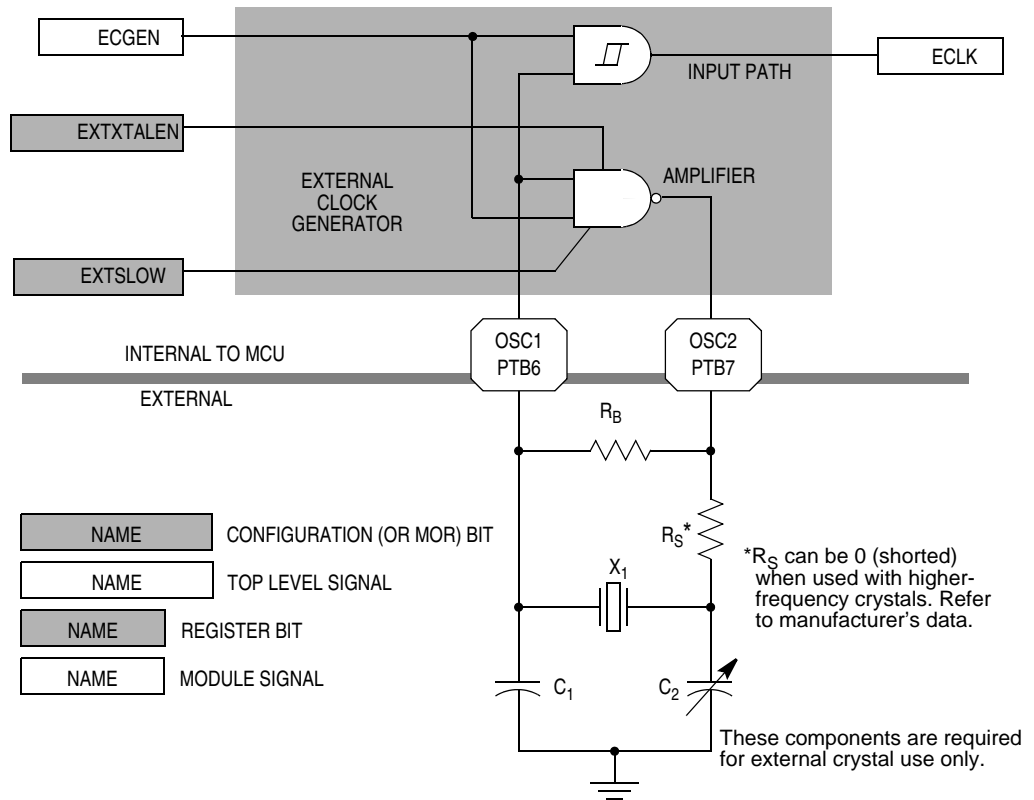 ECGEN
INPUT PATH
ECLK
EXTXTALEN
EXTERNAL
CLOCK
GENERATOR
AMPLIFIER
EXTSLOW
OSC1
PTB6
OSC2
PTB7
INTERNAL TO MCU
EXTERNAL
RB
RS*
X1
*RS can be 0 (shorted)
when used with higher-
frequency crystals. Refer
to manufacturer's data.
NAME CONFIGURATION (OR MOR) BIT
NAME TOP LEVEL SIGNAL
NAME REGISTER BIT
NAME MODULE SIGNAL
C1
C2
These components are required
for external crystal use only.